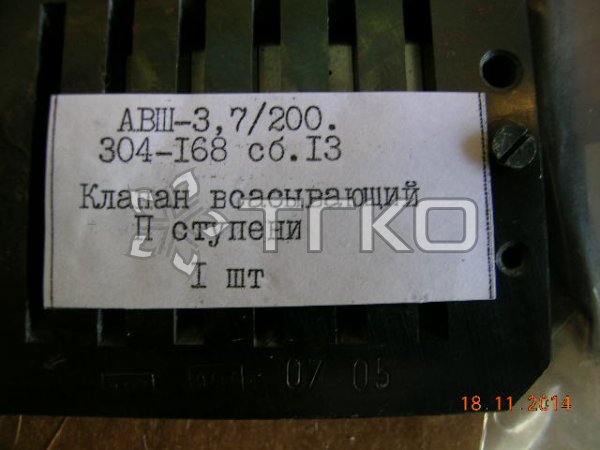 АВШ-3,7/200.
304-I68 сб.I3
Клапан всасывающий
П ступени
I шт
ТГКО
07 05
18.11.2014